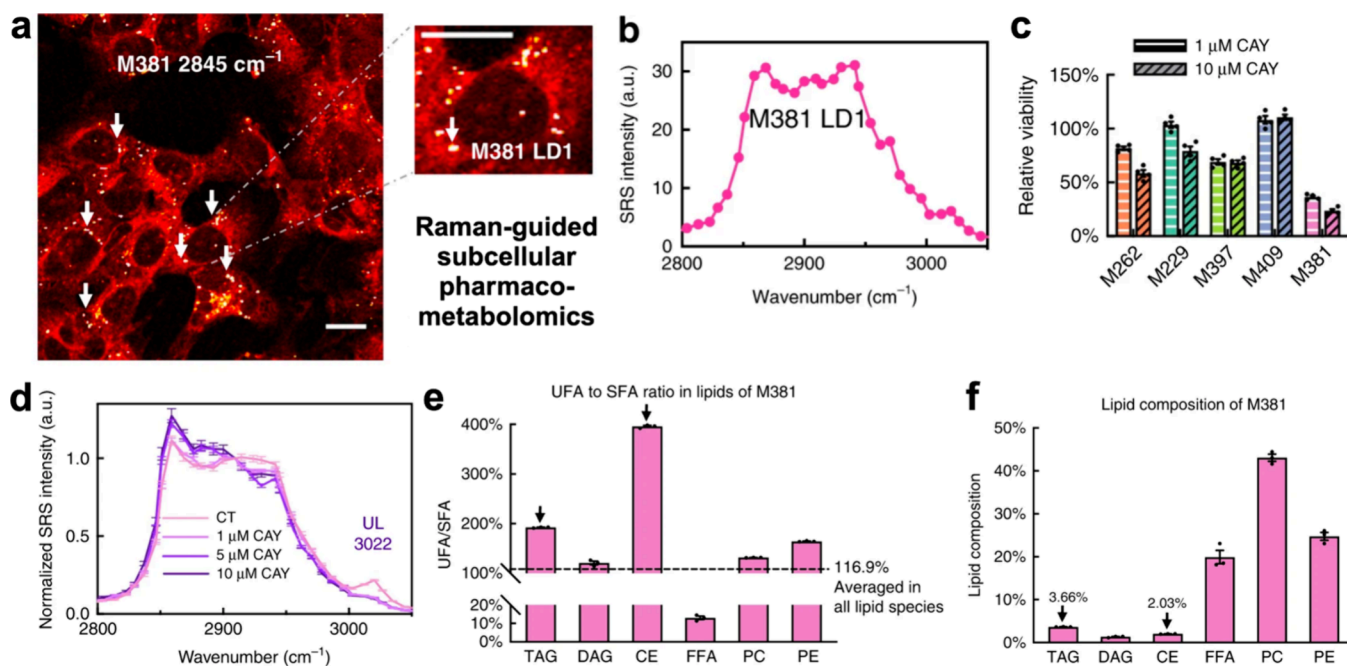 a
M381 2845 cm⁻¹
M381 LD1
Raman-guided
subcellular
pharmaco-
metabolomics
b
SRS intensity (a.u.)
30
20
10
0
M381 LD1
2800
2900
3000
Wavenumber (cm⁻¹)
c
1 μM CAY
10 μM CAY
Relative viability
150%
100%
50%
0%
M262
M229
M397
M409
M381
d
Normalized SRS intensity (a.u.)
1.0
0.5
0.0
CT
1 μM CAY
5 μM CAY
10 μM CAY
UL
3022
2800
2900
3000
Wavenumber (cm⁻¹)
e
UFA to SFA ratio in lipids of M381
UFA/SFA
400%
300%
200%
100%
20%
10%
0%
116.9%
Averaged in
all lipid species
TAG
DAG
CE
FFA
PC
PE
f
Lipid composition of M381
Lipid composition
50%
40%
30%
20%
10%
0%
3.66%
2.03%
TAG
DAG
CE
FFA
PC
PE